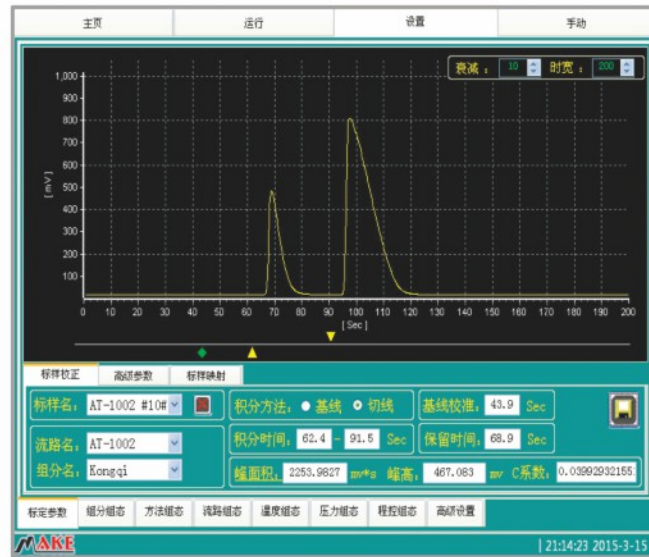 主页 运行 设置 手动
衰减： 10 时宽： 200
1,000
900
800
700
600
500
400
300
200
100
[ mV ]
0 10 20 30 40 50 60 70 80 90 100 110 120 130 140 150 160 170 180 190 200
[ Sec ]
标样校正 高级参数 标样映射
标样名： AT-1002 #10# 积分方法： 基线 切线 基线校准： 43.9 Sec
流路名： AT-1002 积分时间： 62.4 - 91.5 Sec 保留时间： 68.9 Sec
组分名： Kongqi 峰面积： 2253.9827 mv*s 峰高： 467.083 mv C系数： 0.03992932155
标定参数 组分组态 方法组态 流路组态 温度组态 压力组态 程控组态 高级设置
MAKE 21:14:23 2015-3-15